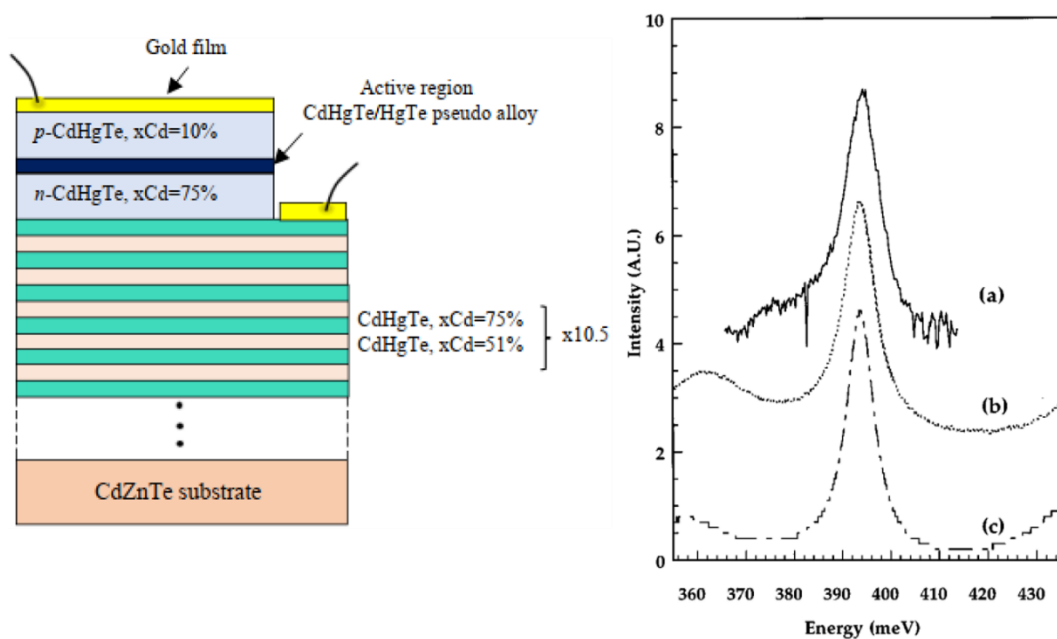 Gold film
Active region
CdHgTe/HgTe pseudo alloy
p-CdHgTe, xCd=10%
n-CdHgTe, xCd=75%
CdHgTe, xCd=75%
CdHgTe, xCd=51%
x10.5
CdZnTe substrate
10
8
6
4
2
0
Intensity (A.U.)
(a)
(b)
(c)
360 370 380 390 400 410 420 430
Energy (meV)